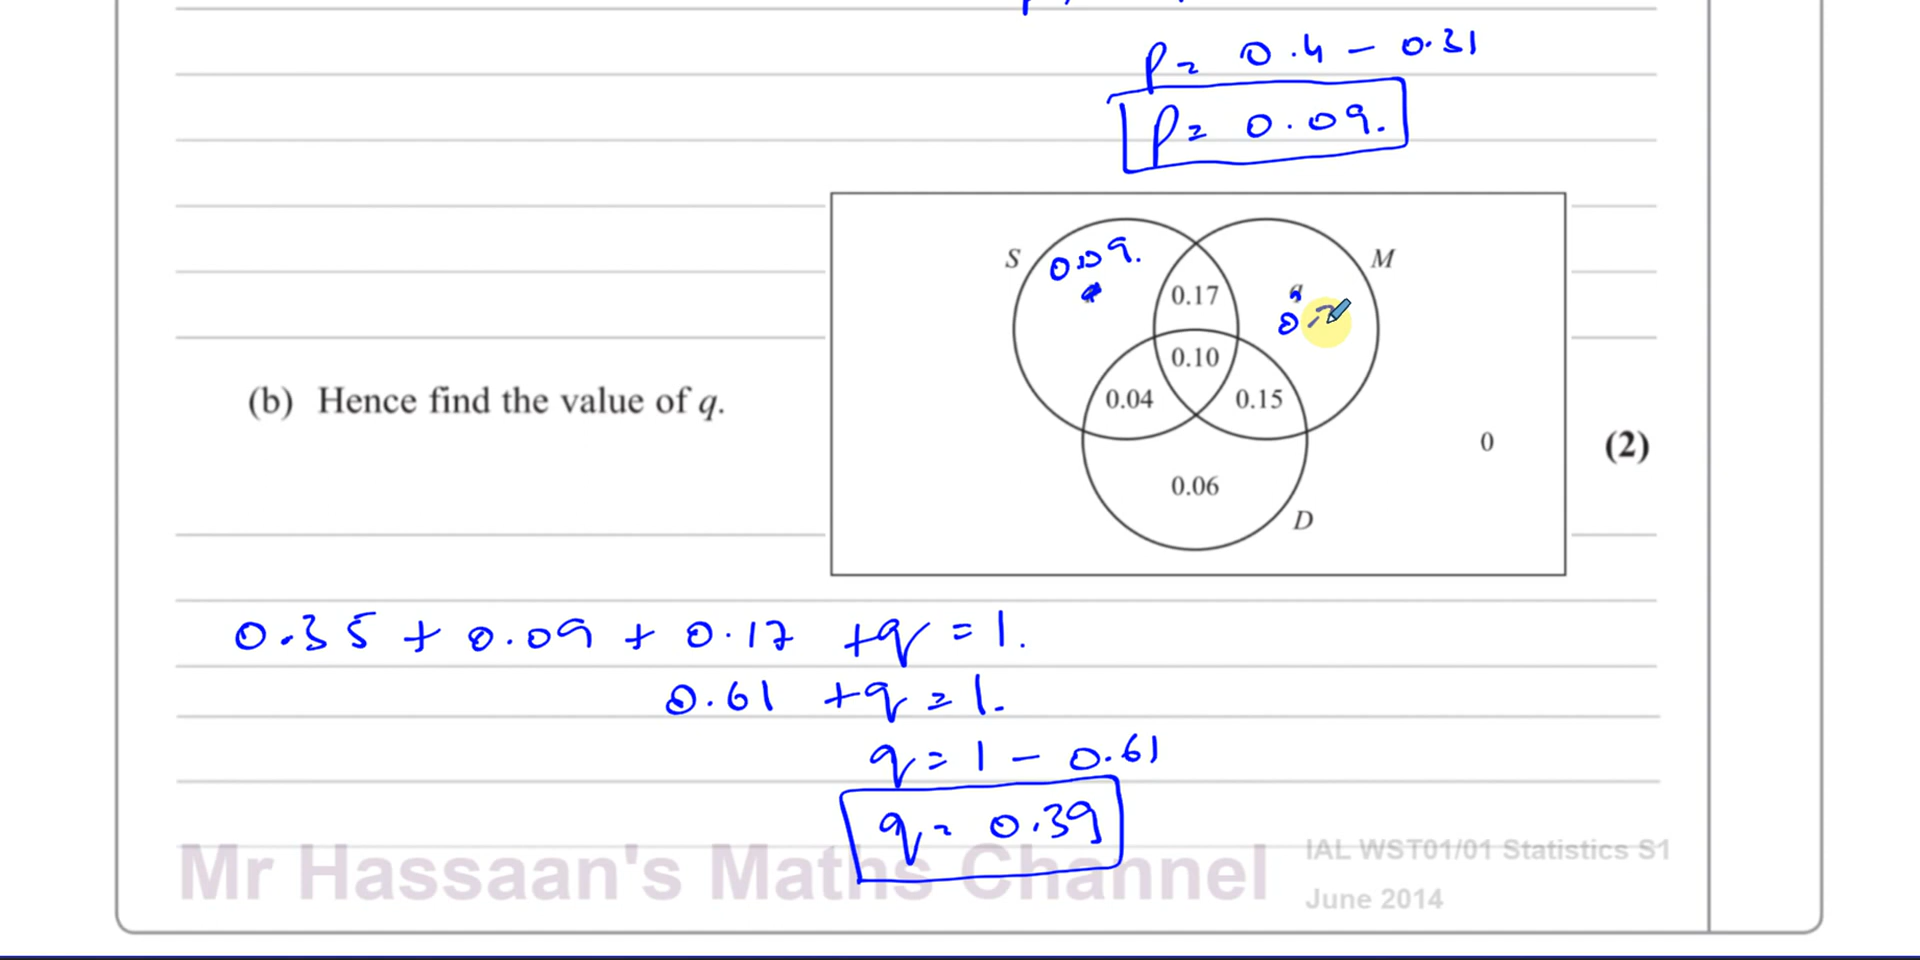 p = 0.4 - 0.31
p = 0.09.
S
0.09.
M
0.17
q
0.10
0.04
0.15
(b) Hence find the value of q.
0
(2)
0.06
D
0.35 + 0.09 + 0.17 + q = 1.
0.61 + q = 1.
q = 1 - 0.61
q = 0.39
Mr Hassaan's Maths Channel
IAL WST01/01 Statistics S1
June 2014